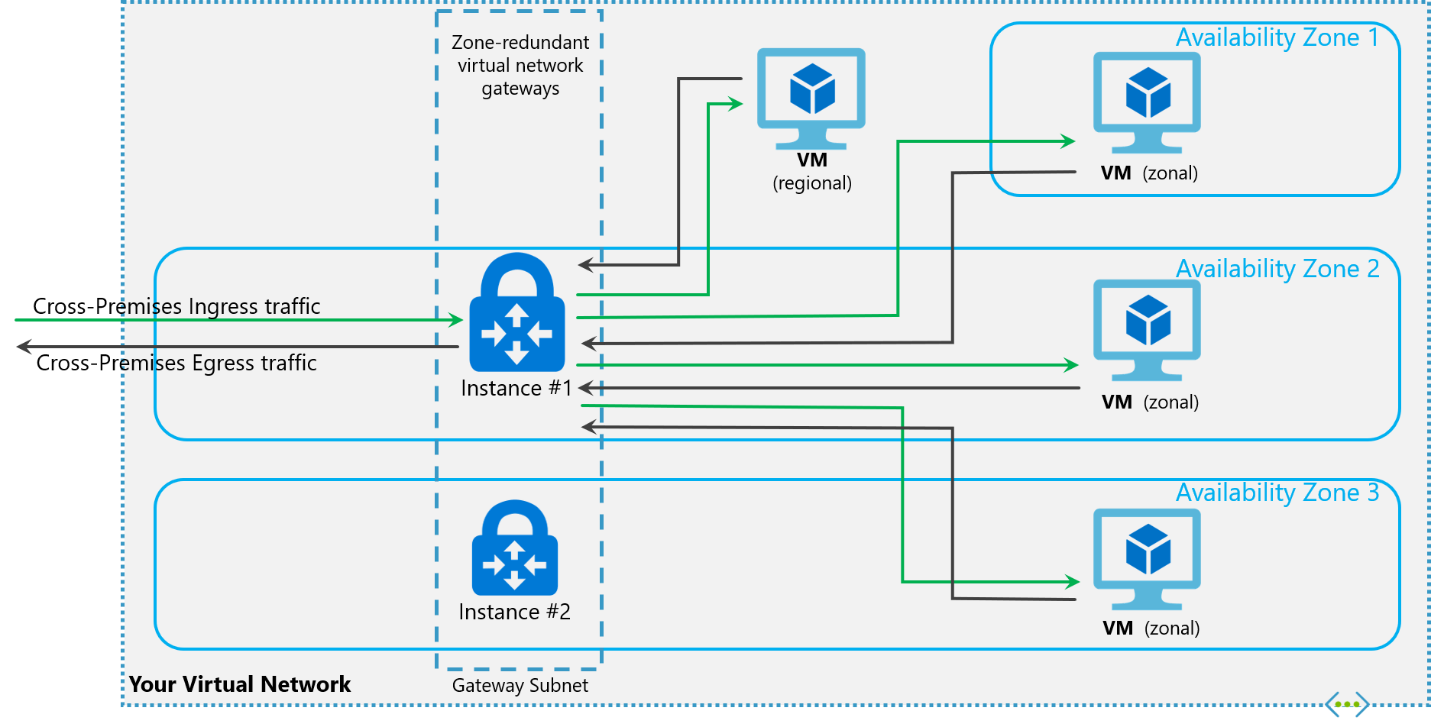 Zone-redundant
virtual network
gateways
VM
(regional)
Availability Zone 1
VM (zonal)
Availability Zone 2
Cross-Premises Ingress traffic
Cross-Premises Egress traffic
Instance #1
VM (zonal)
Availability Zone 3
Instance #2
VM (zonal)
Your Virtual Network
Gateway Subnet